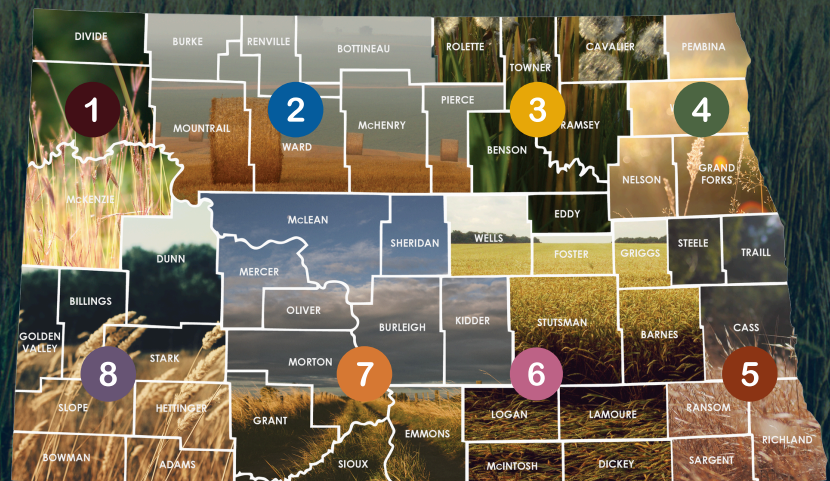 DIVIDE
BURKE
RENVILLE
BOTTINEAU
ROLETTE
TOWNER
CAVALIER
PEMBINA
1
2
3
4
MOUNTRAIL
WARD
McHENRY
PIERCE
BENSON
RAMSEY
NELSON
GRAND
FORKS
McKENZIE
DUNN
McLEAN
MERCER
OLIVER
SHERIDAN
WELLS
EDDY
FOSTER
GRIGGS
STEELE
TRAILL
BILLINGS
GOLDEN
VALLEY
STARK
MORTON
BURLEIGH
KIDDER
STUTSMAN
BARNES
CASS
8
7
6
5
SLOPE
HETTINGER
GRANT
EMMONS
LOGAN
LAMOURE
RANSOM
RICHLAND
BOWMAN
ADAMS
SIOUX
McINTOSH
DICKEY
SARGENT